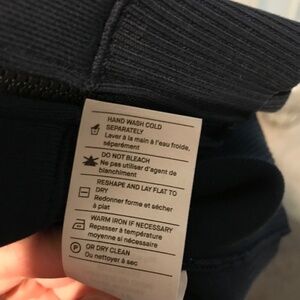 HAND WASH COLD
SEPARATELY
Laver à la main à l'eau froide,
séparément
DO NOT BLEACH
Ne pas utiliser d'agent de
blanchiment
RESHAPE AND LAY FLAT TO
DRY
Redonner forme et sécher
à plat
WARM IRON IF NECESSARY
Repasser à température
moyenne si nécessaire
OR DRY CLEAN
Ou nettoyer à sec